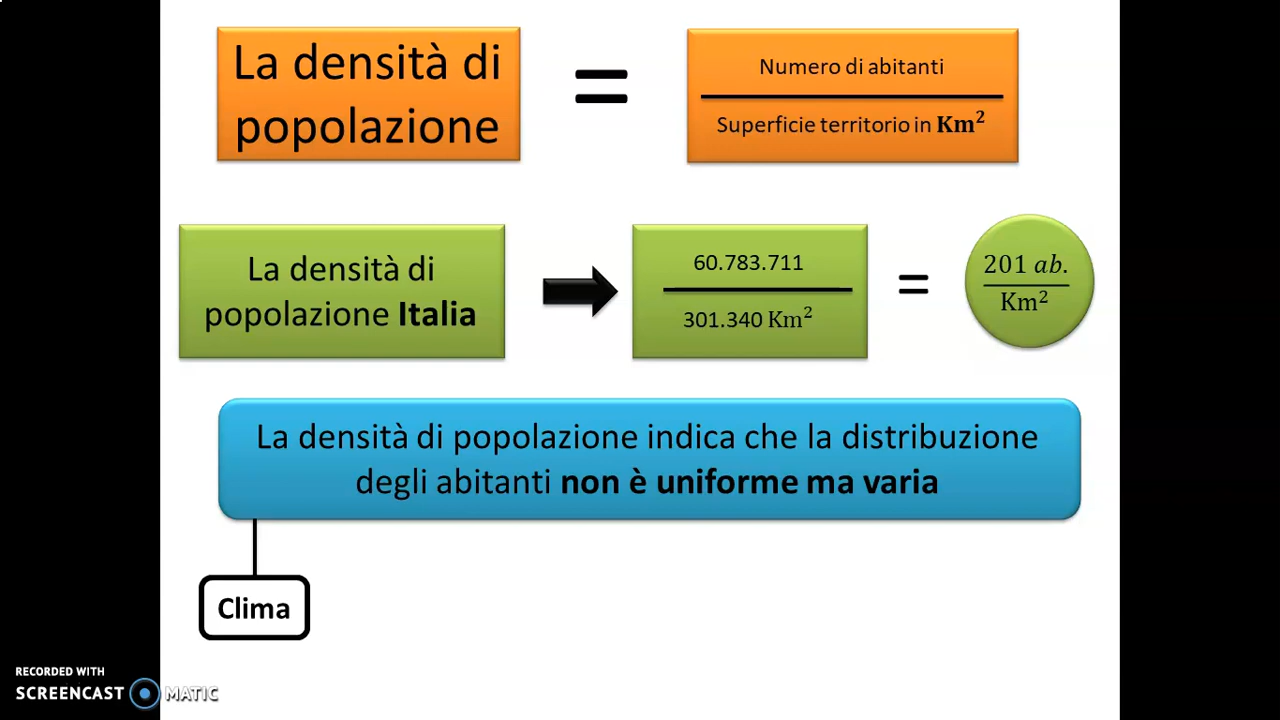 La densità di
popolazione
=
Numero di abitanti
Superficie territorio in Km²
La densità di
popolazione Italia
60.783.711
301.340 Km²
=
201 ab.
Km²
La densità di popolazione indica che la distribuzione
degli abitanti non è uniforme ma varia
Clima
RECORDED WITH
SCREENCAST MATIC